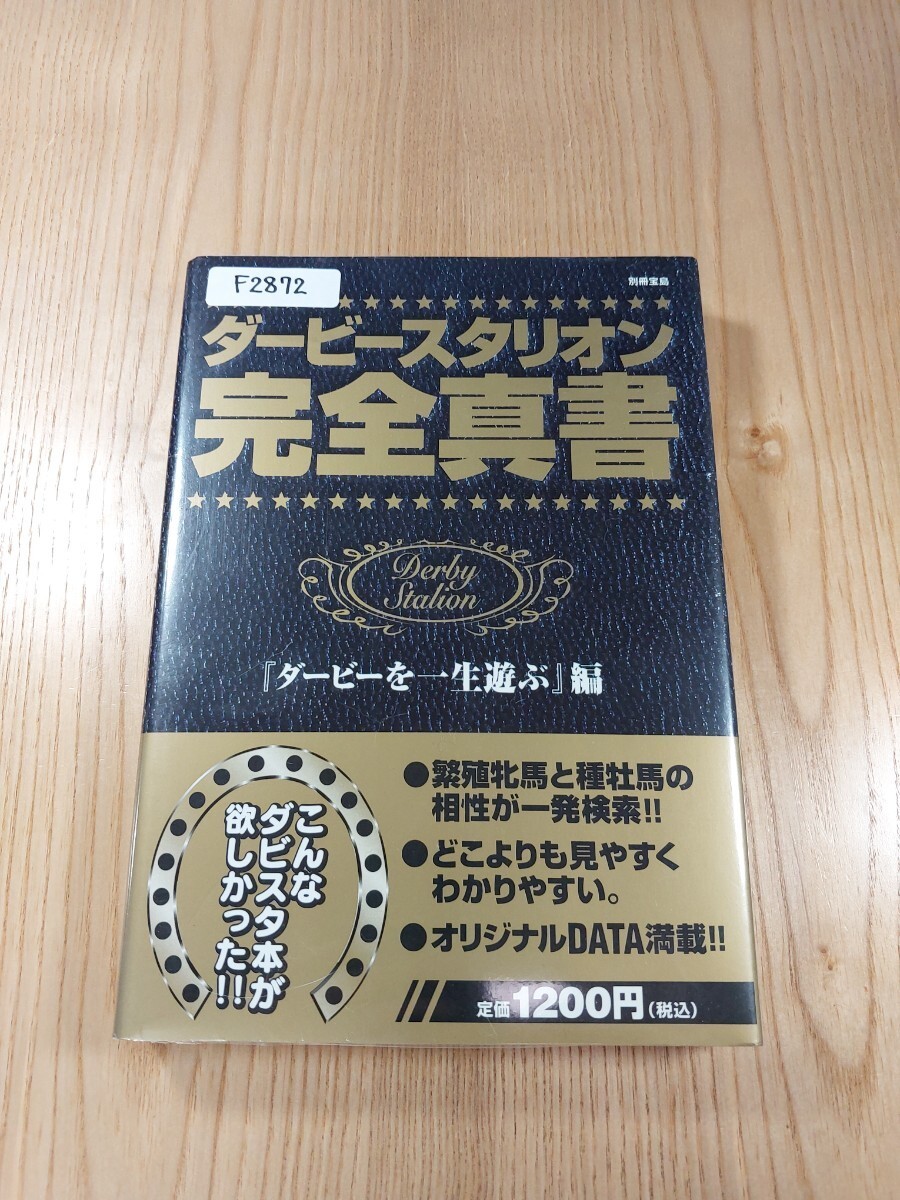 F2872
別冊宝島
ダービースタリオン
完全真書
Derby
Stalion
『ダービーを一生遊ぶ』編
こんな
ダビスタ本が
欲しかった!!
●繁殖牝馬と種牡馬の
相性が一発検索!!
●どこよりも見やすく
わかりやすい。
●オリジナルDATA満載!!
定価1200円(税込)